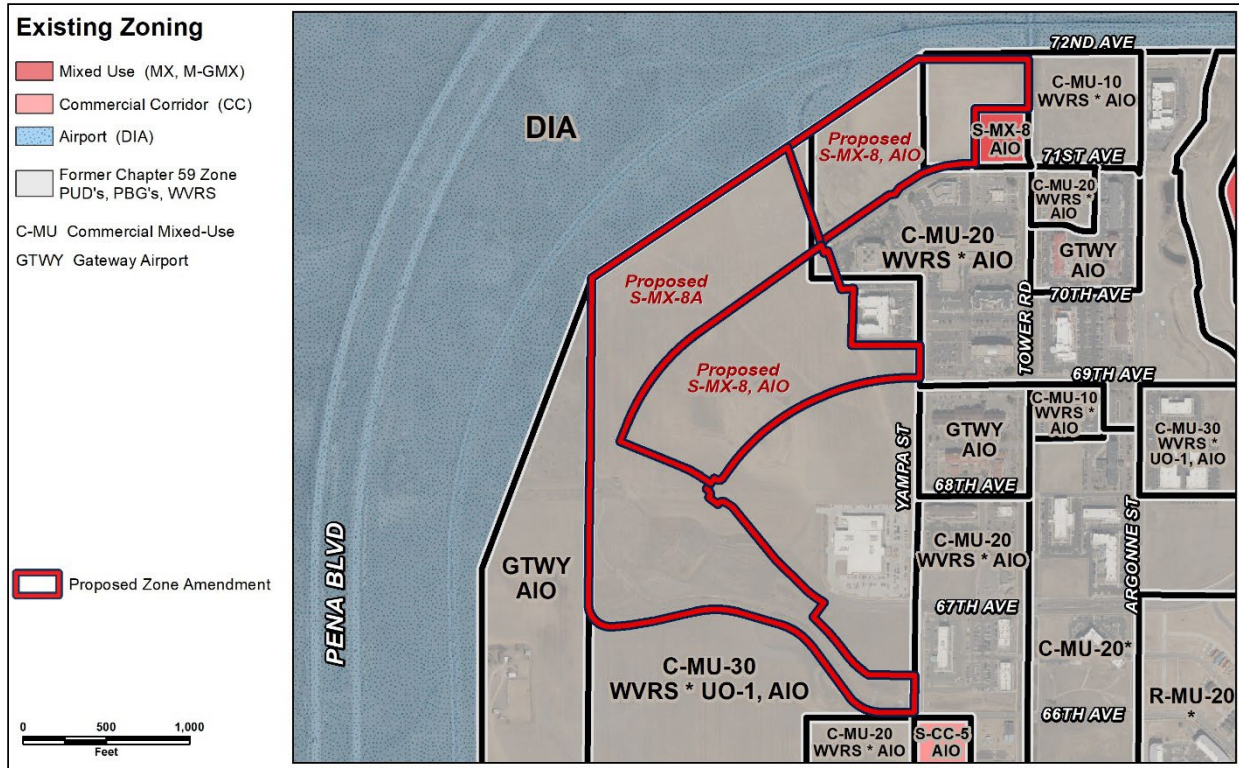 Existing Zoning
Mixed Use (MX, M-GMX)
Commercial Corridor (CC)
Airport (DIA)
Former Chapter 59 Zone
PUD's, PBG's, WVRS
C-MU Commercial Mixed-Use
GTWY Gateway Airport
Proposed Zone Amendment
0 500 1,000
Feet
72ND AVE
DIA
C-MU-10
WVRS * AIO
Proposed
S-MX-8, AIO
S-MX-8
AIO
71ST AVE
C-MU-20
WVRS *
AIO
C-MU-20
WVRS * AIO
GTWY
AIO
Proposed
S-MX-8A
70TH AVE
TOWER RD
Proposed
S-MX-8, AIO
69TH AVE
C-MU-10
WVRS *
AIO
GTWY
AIO
C-MU-30
WVRS *
UO-1, AIO
YAMPA ST
68TH AVE
ARGONNE ST
PENA BLVD
GTWY
AIO
C-MU-20
WVRS * AIO
67TH AVE
C-MU-20*
C-MU-30
WVRS * UO-1, AIO
R-MU-20
*
66TH AVE
C-MU-20
WVRS * AIO
S-CC-5
AIO